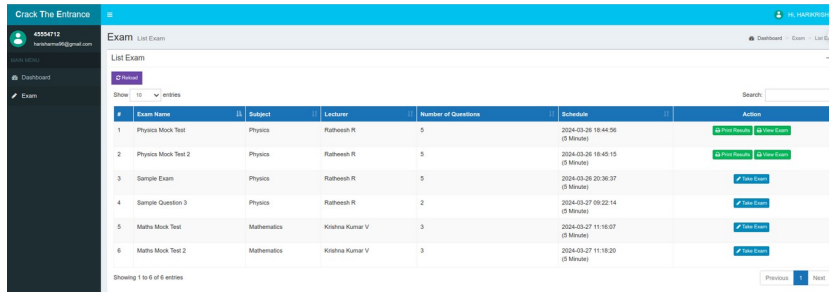 Crack The Entrance
HI, HARIKRISH
45554712
harisharmo96@gmail.com
MAIN MENU
Dashboard
Exam
Exam List Exam
Dashboard Exam
List Exam
Reload
Show 10 entries
Search:
# Exam Name Subject Lecturer Number of Questions Schedule Action
1 Physics Mock Test Physics Ratheesh R 5 2024-03-26 18:44:56 Print Results View Exam
(5 Minute)
2 Physics Mock Test 2 Physics Ratheesh R 5 2024-03-26 18:45:15 Print Results View Exam
(5 Minute)
3 Sample Exam Physics Ratheesh R 5 2024-03-26 20:36:37 Take Exam
(5 Minute)
4 Sample Question 3 Physics Ratheesh R 2 2024-03-27 09:22:14 Take Exam
(5 Minute)
5 Maths Mock Test Mathematics Krishna Kumar V 3 2024-03-27 11:16:07 Take Exam
(5 Minute)
6 Maths Mock Test 2 Mathematics Krishna Kumar V 3 2024-03-27 11:18:20 Take Exam
(5 Minute)
Showing 1 to 6 of 6 entries
Previous 1 Next